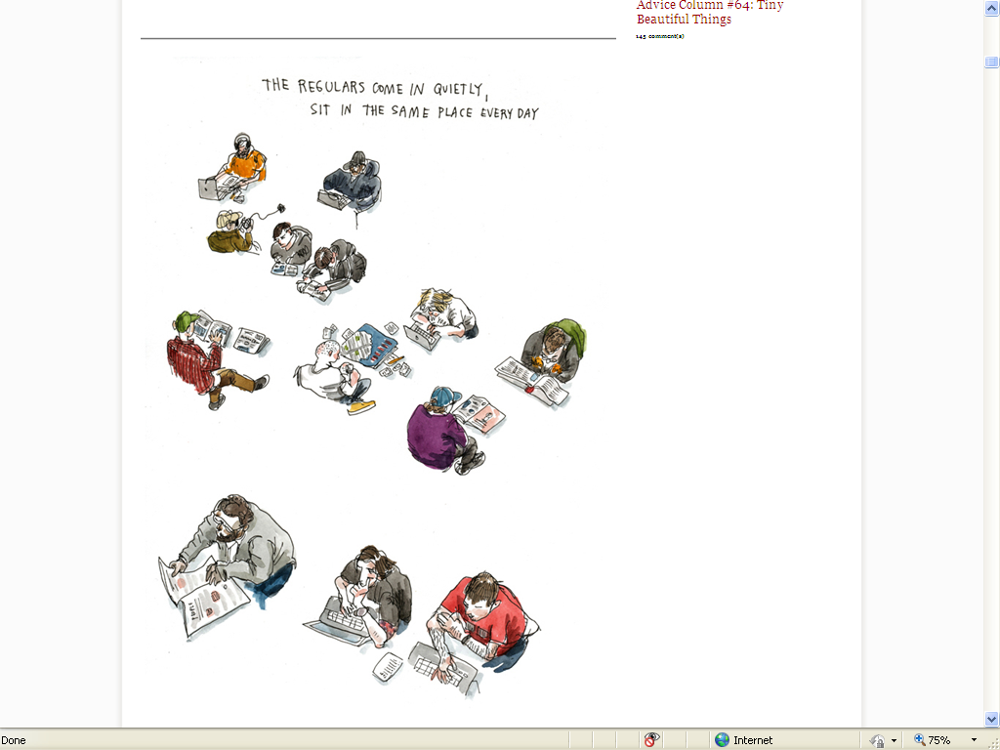 Advice Column #64: Tiny
Beautiful Things
145 comment(s)
THE REGULARS COME IN QUIETLY,
SIT IN THE SAME PLACE EVERY DAY
Done
Internet
75%